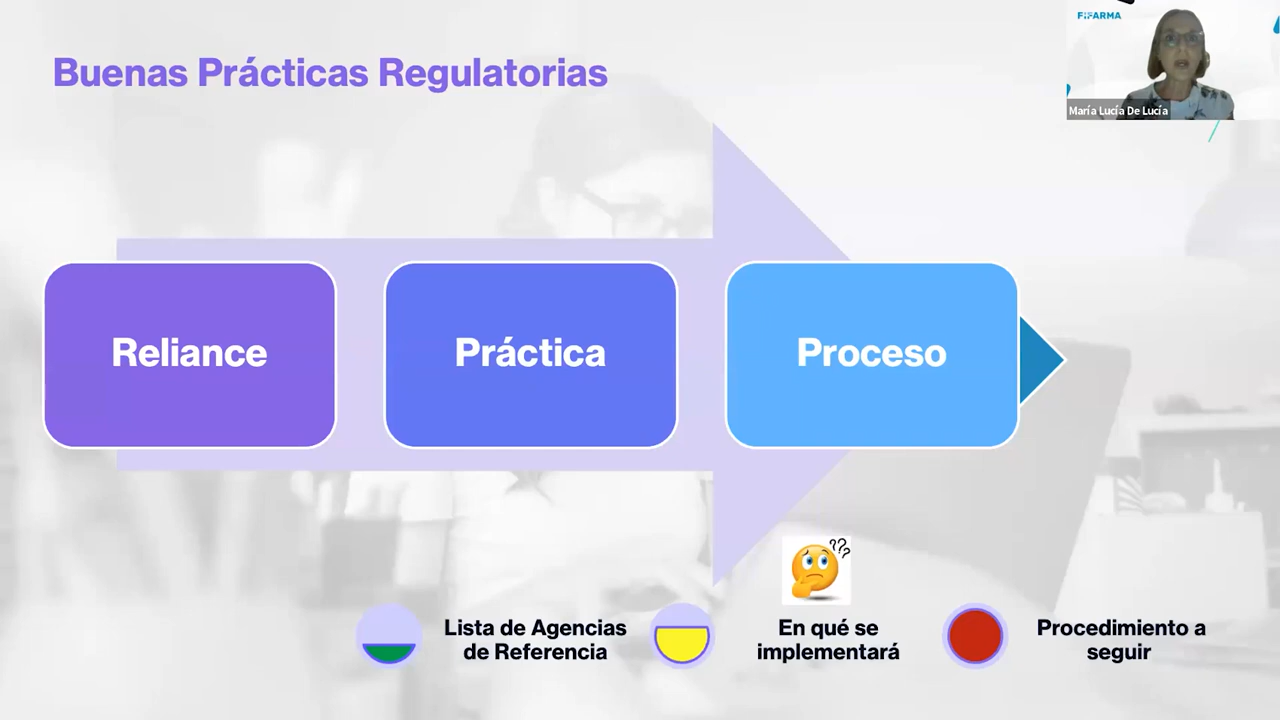 Buenas Prácticas Regulatorias
FIFARMA
María Lucía De Lucía
Reliance
Práctica
Proceso
???
Lista de Agencias
de Referencia
En qué se
implementará
Procedimiento a
seguir